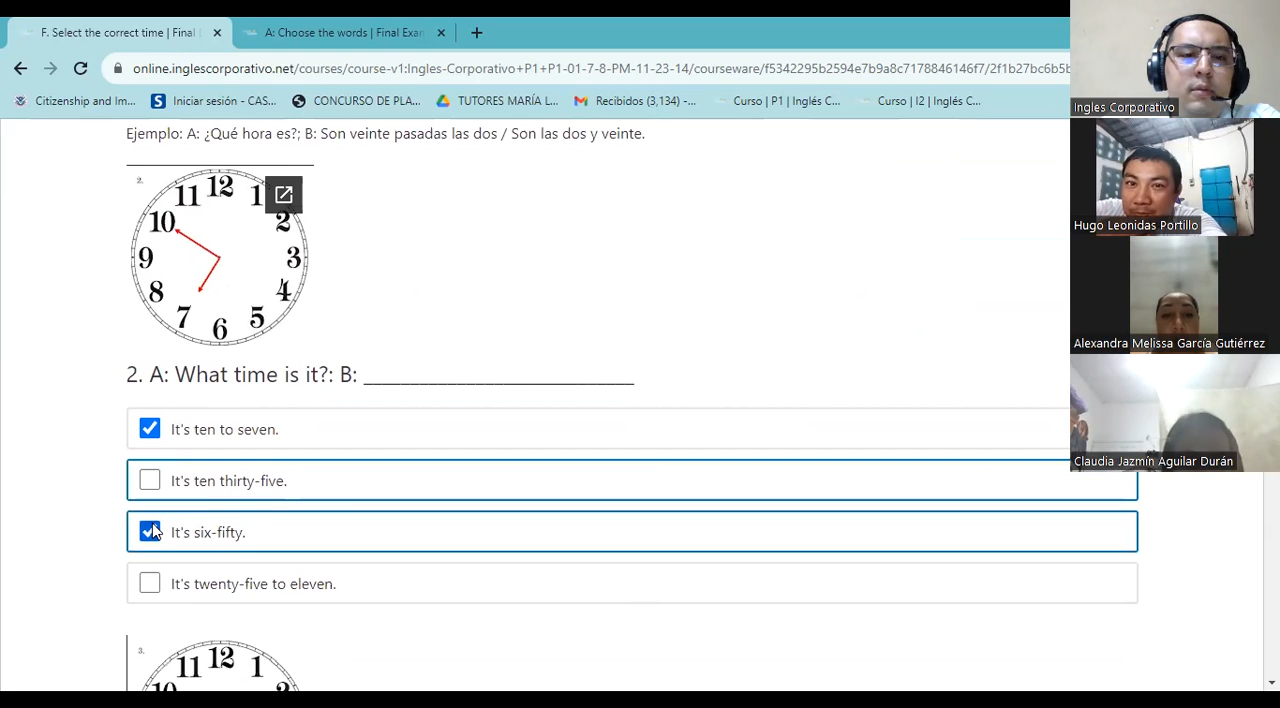 F. Select the correct time | Final
A: Choose the words | Final Exam
online.inglescorporativo.net/courses/course-v1:Ingles-Corpor
+P1+P1-01-7-8-PM-11-23-14/courseware/f5342295b2594e7b9a8c7178846146f7/2f1b27bc6b5b
Citizenship and Im...
Iniciar sesión - CAS...
CONCURSO DE PLA...
TUTORES MARÍA L...
Recibidos (3,134) -...
Curso | P1 | Inglés C...
Curso | I2 | Inglés C...
Ejemplo: A: ¿Qué hora es?; B: Son veinte pasadas las dos / Son las dos y veinte.
2.
12
11 1
10 2
9 3
8 4
7 5
6
2. A: What time is it?: B: ___________________________
It's ten to seven.
It's ten thirty-five.
It's six-fifty.
It's twenty-five to eleven.
3.
12
11 1
Ingles Corporativo
Hugo Leonidas Portillo
Alexandra Melissa García Gutiérrez
Claudia Jazmín Aguilar Durán